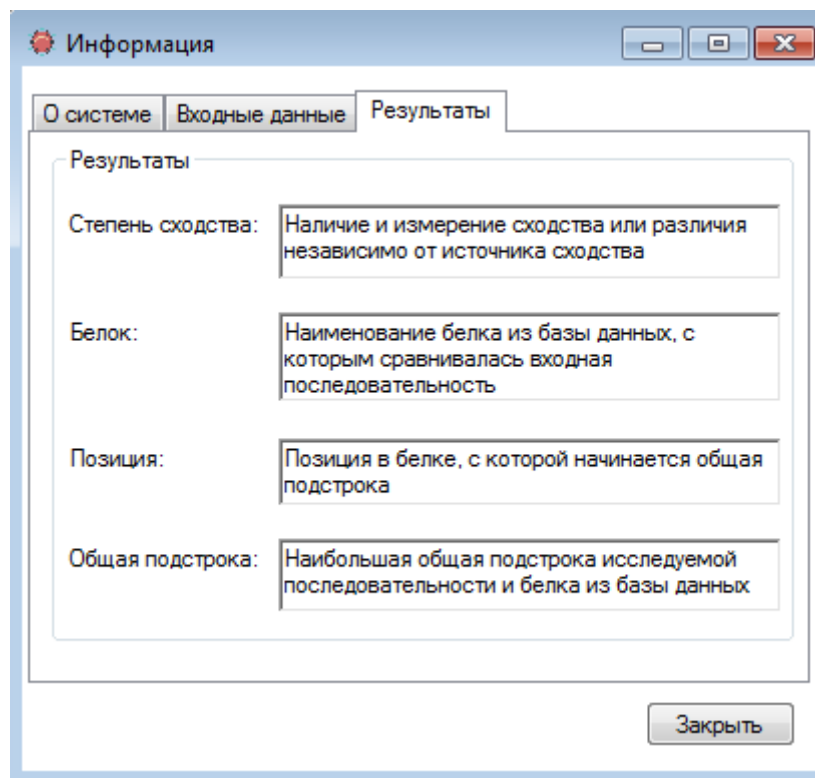 Информация
О системе Входные данные Результаты
Результаты
Степень сходства: Наличие и измерение сходства или различия
независимо от источника сходства
Белок: Наименование белка из базы данных, с
которым сравнивалась входная
последовательность
Позиция: Позиция в белке, с которой начинается общая
подстрока
Общая подстрока: Наибольшая общая подстрока исследуемой
последовательности и белка из базы данных
Закрыть